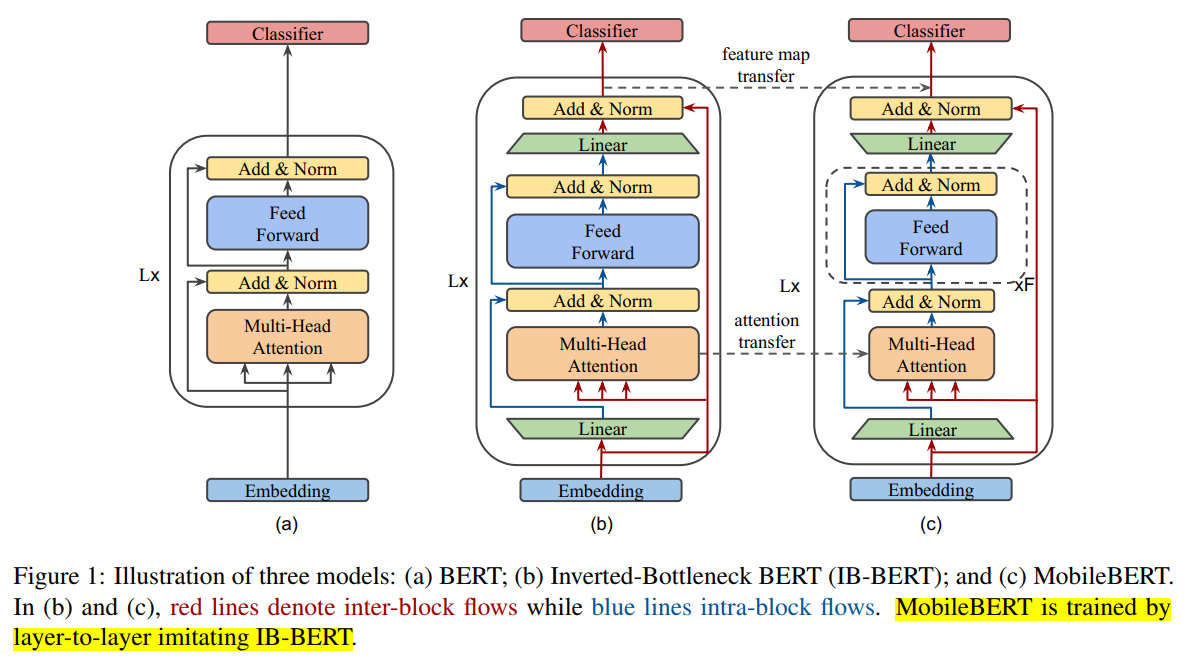 Classifier
Add & Norm
Feed
Forward
Lx
Add & Norm
Multi-Head
Attention
Embedding
(a)
Classifier
feature map
transfer
Add & Norm
Linear
Add & Norm
Feed
Forward
Lx
Add & Norm
attention
transfer
Multi-Head
Attention
Linear
Embedding
(b)
Classifier
Add & Norm
Linear
Add & Norm
Feed
Forward
Lx
xF
Add & Norm
Multi-Head
Attention
Linear
Embedding
(c)
Figure 1: Illustration of three models: (a) BERT; (b) Inverted-Bottleneck BERT (IB-BERT); and (c) MobileBERT.
In (b) and (c), red lines denote inter-block flows while blue lines intra-block flows. MobileBERT is trained by
layer-to-layer imitating IB-BERT.